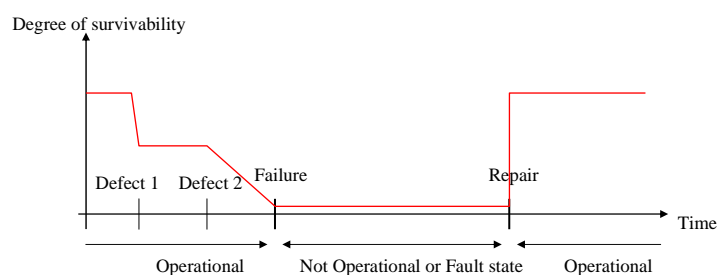 Degree of survivability
Failure
Repair
Defect 1
Defect 2
Time
Operational
Not Operational or Fault state
Operational